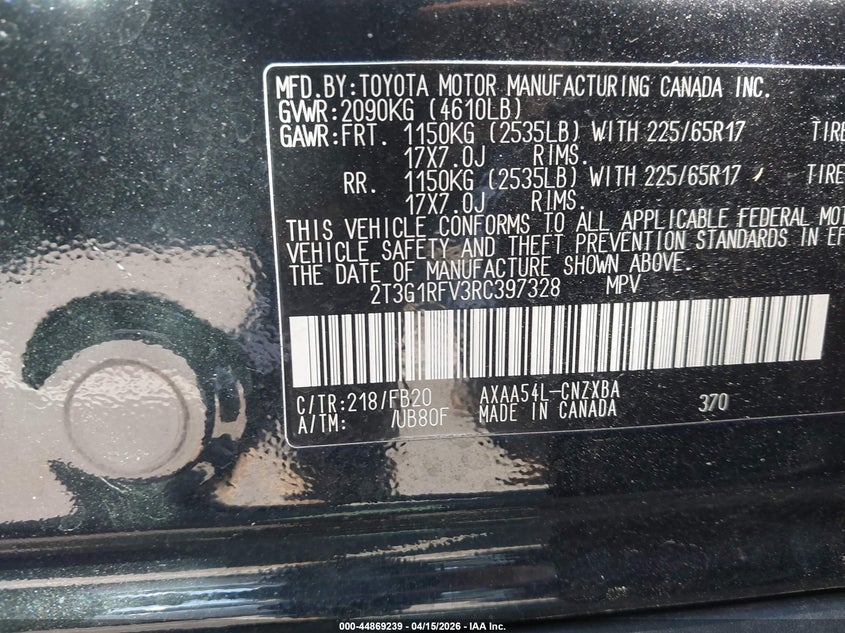 MFD.BY:TOYOTA MOTOR MANUFACTURING CANADA INC.
GVWR:2090KG (4610LB)
GAWR:FRT. 1150KG (2535LB) WITH 225/65R17 TIRE
17X7.0J RIMS.
RR. 1150KG (2535LB) WITH 225/65R17 TIRE
17X7.0J RIMS.
THIS VEHICLE CONFORMS TO ALL APPLICABLE FEDERAL MOT
VEHICLE SAFETY AND THEFT PREVENTION STANDARDS IN EF
THE DATE OF MANUFACTURE SHOWN ABOVE.
2T3G1RFV3RC397328 MPV
C/TR:218/FB20 AXAA54L-CNZXBA 370
A/TM: /UB80F MADE IN CANADA
000-44869239 - 04/15/2026 - IAA Inc.